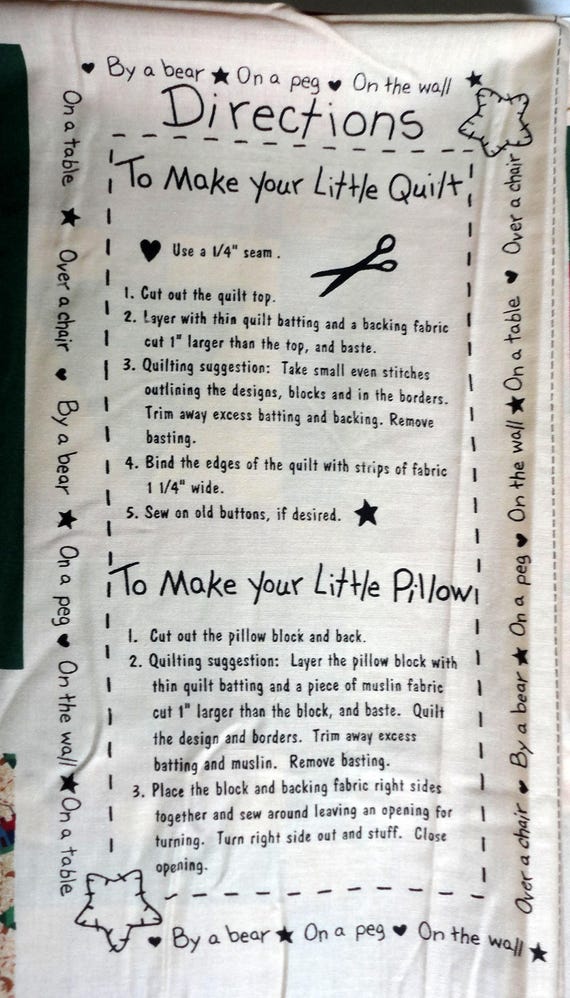 ♥ By a bear ★ On a peg ♥ On the wall ★
Directions
To Make Your Little Quilt
♥ Use a 1/4" seam.
1. Cut out the quilt top.
2. Layer with thin quilt batting and a backing fabric
cut 1" larger than the top, and baste.
3. Quilting suggestion: Take small even stitches
outlining the designs, blocks and in the borders.
Trim away excess batting and backing. Remove
basting.
4. Bind the edges of the quilt with strips of fabric
1 1/4" wide.
5. Sew on old buttons, if desired. ★
To Make Your Little Pillow
1. Cut out the pillow block and back.
2. Quilting suggestion: Layer the pillow block with
thin quilt batting and a piece of muslin fabric
cut 1" larger than the block, and baste. Quilt
the design and borders. Trim away excess
batting and muslin. Remove basting.
3. Place the block and backing fabric right sides
together and sew around leaving an opening for
turning. Turn right side out and stuff. Close
opening.
♥ By a bear ★ On a peg ♥ On the wall ★
On a table ★ Over a chair ♥ By a bear ★ On a peg ♥ On the wall ★ On a table
Over a chair ♥ By a bear ★ On a peg ♥ On the wall ★ On a table ♥ Over a chair